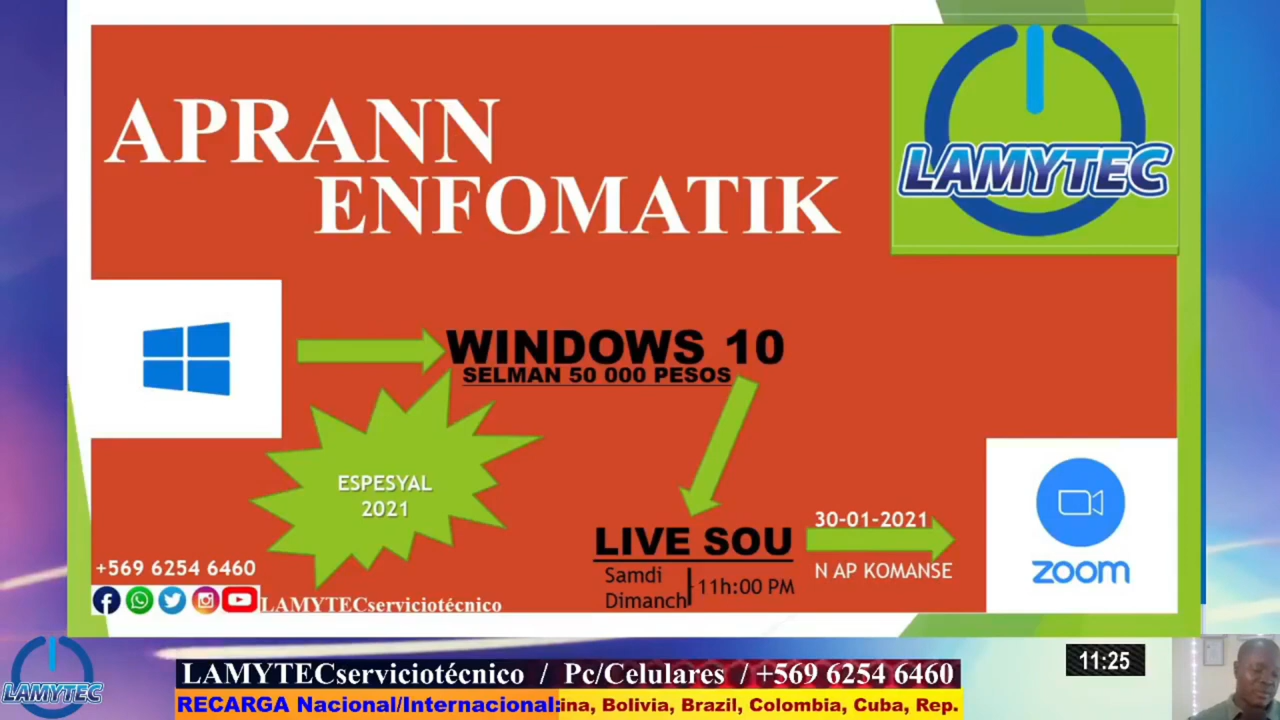 APRANN
ENFOMATIK
LAMYTEC
WINDOWS 10
SELMAN 50 000 PESOS
ESPESYAL
2021
LIVE SOU
Samdi
Dimanch
11h:00 PM
30-01-2021
N AP KOMANSE
zoom
+569 6254 6460
LAMYTECserviciotécnico
LAMYTEC
LAMYTECserviciotécnico / Pc/Celulares / +569 6254 6460
RECARGA Nacional/Internacional:ina, Bolivia, Brazil, Colombia, Cuba, Rep.
11:25